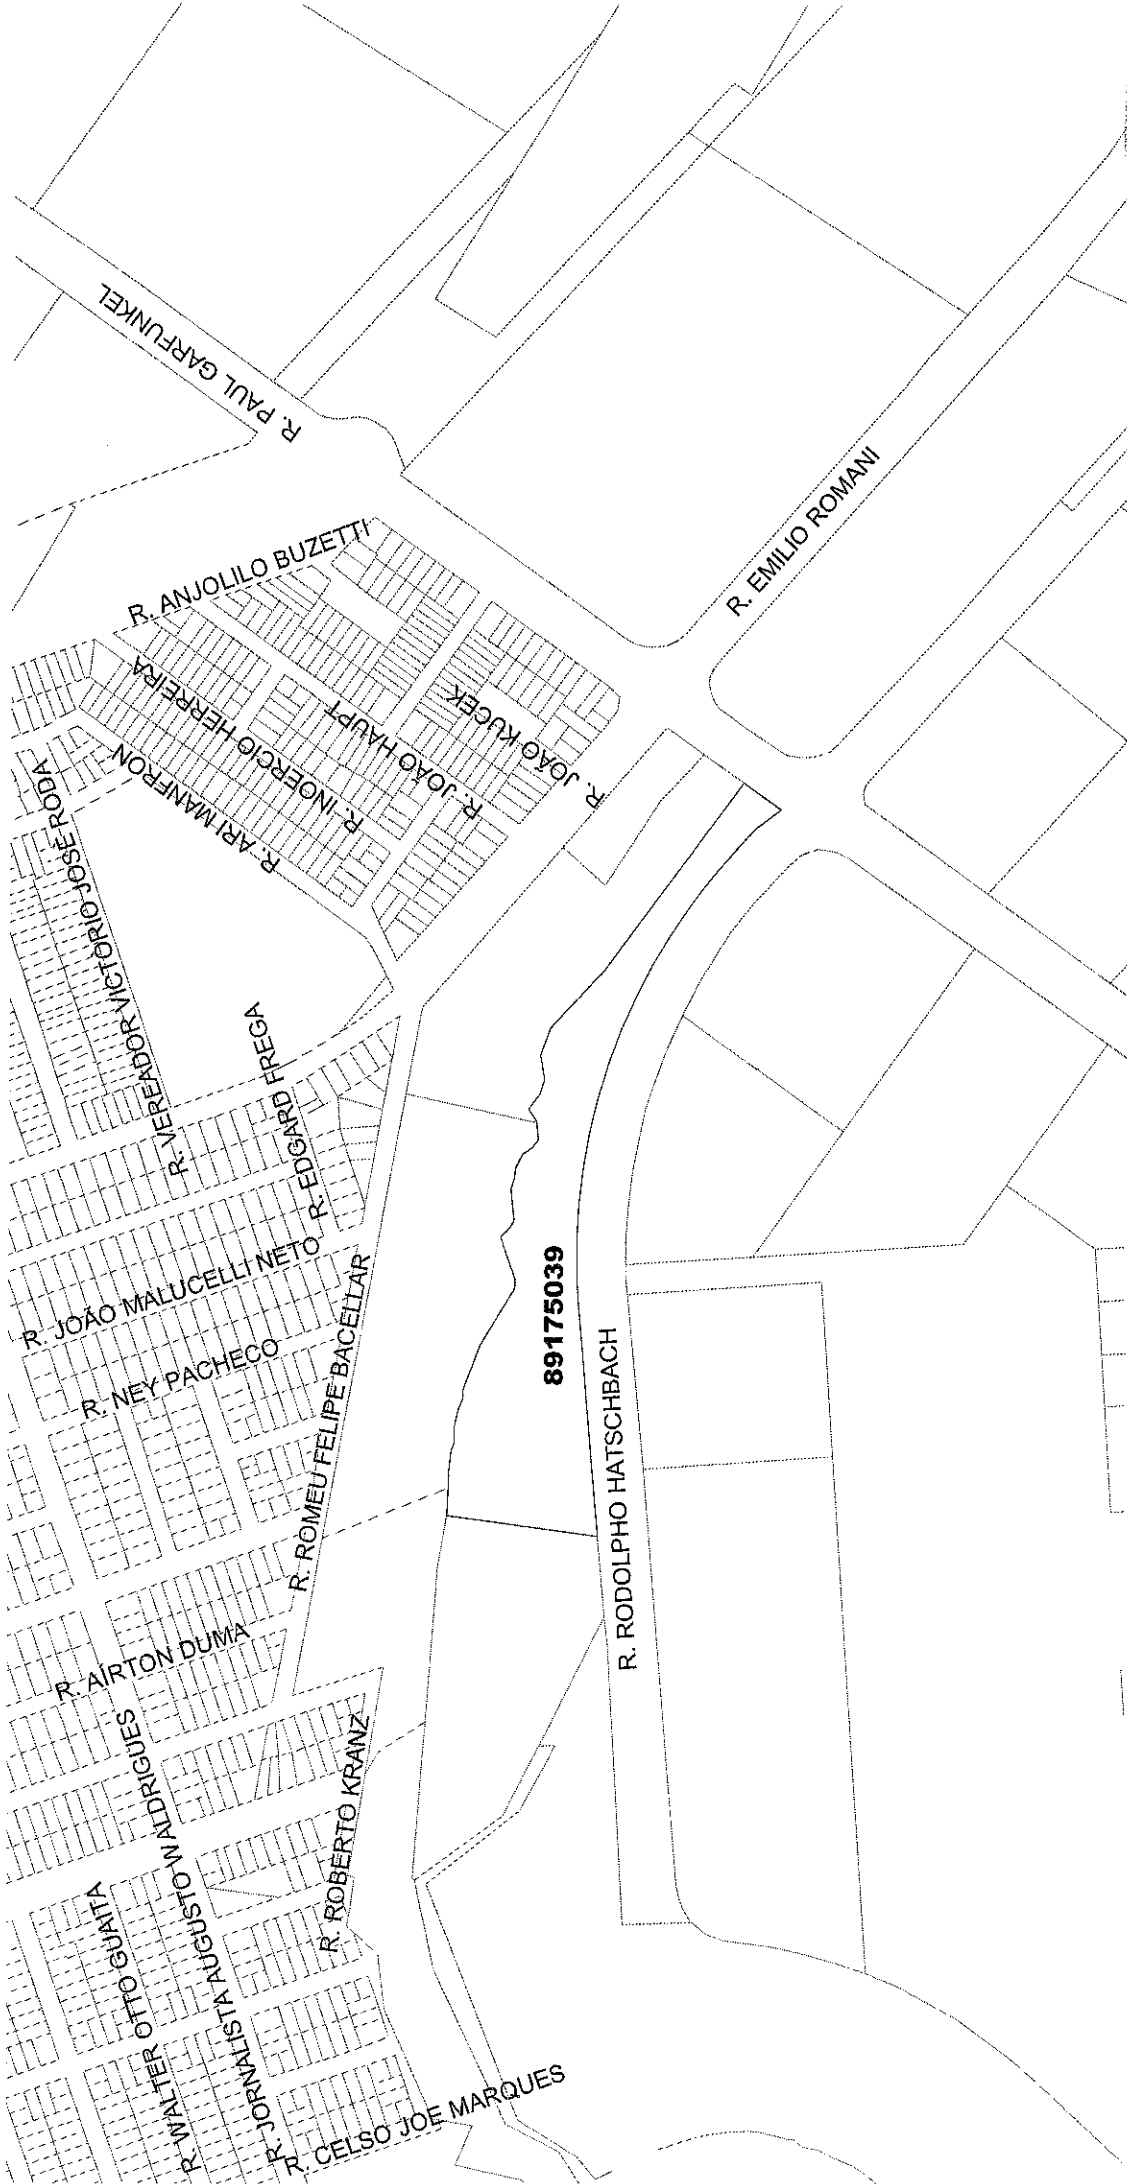 R. PAUL GARFUNKEL
R. ANJOLILO BUZETTI
R. EMILIO ROMANI
R. INOERCIO HERREIRA
R. JOÃO HAUPT
R. JOÃO KUCEK
R. ARI MANFRON
R. VEREADOR VICTORIO JOSÉ RODA
R. EDGARD FREGA
R. JOÃO MALUCELLI NETO
R. NEY PACHECO
R. ROMEU FELIPE BACELLAR
89175039
R. RODOLPHO HATSCHBACH
R. AÍRTON DUMA
R. ROBERTO KRANZ
R. JORNALISTA AUGUSTO WALDRIGUES
R. WALTER OTTO GUAITA
R. CELSO JOE MARQUES